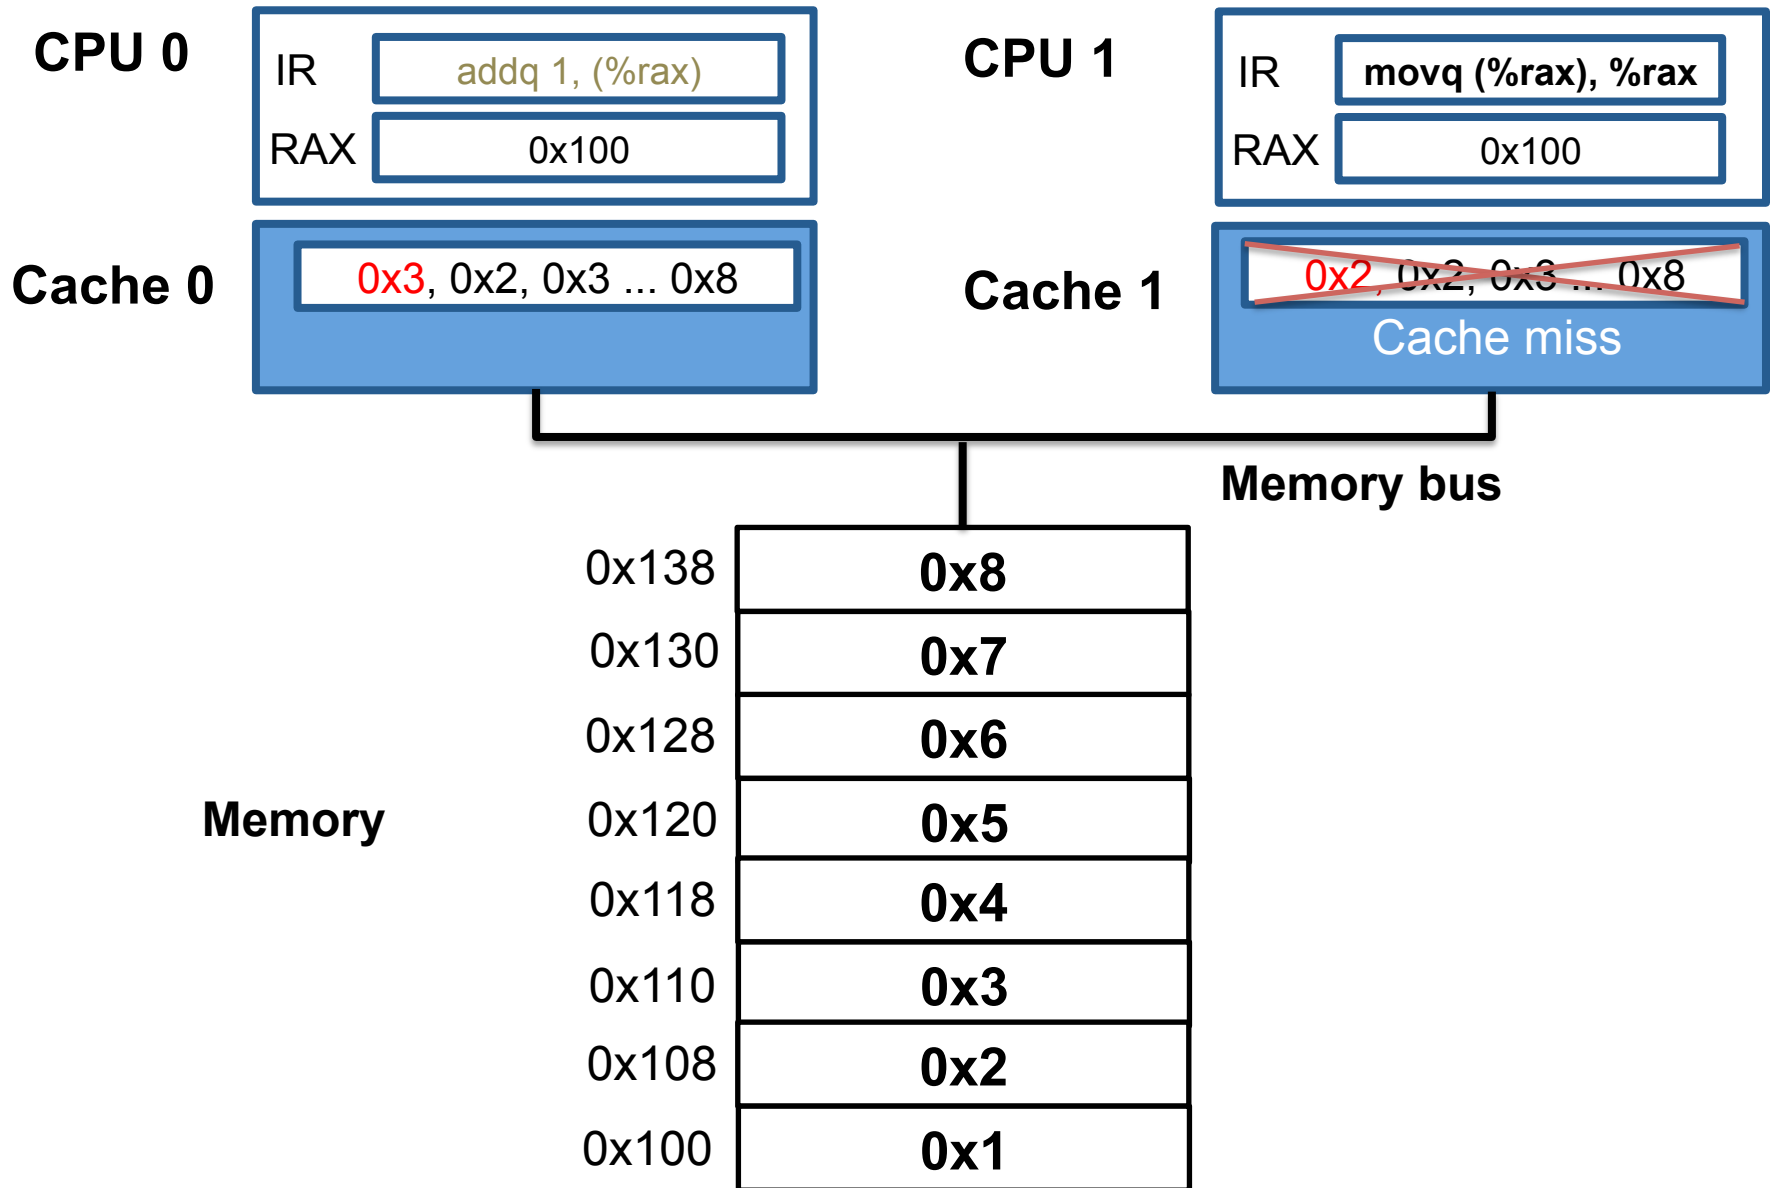 CPU 0
IR addq 1, (%rax)
RAX 0x100
CPU 1
IR movq (%rax), %rax
RAX 0x100
Cache 0
0x3, 0x2, 0x3 ... 0x8
Cache 1
0x2, 0x2, 0x3 ... 0x8
Cache miss
Memory bus
Memory
0x138 0x8
0x130 0x7
0x128 0x6
0x120 0x5
0x118 0x4
0x110 0x3
0x108 0x2
0x100 0x1